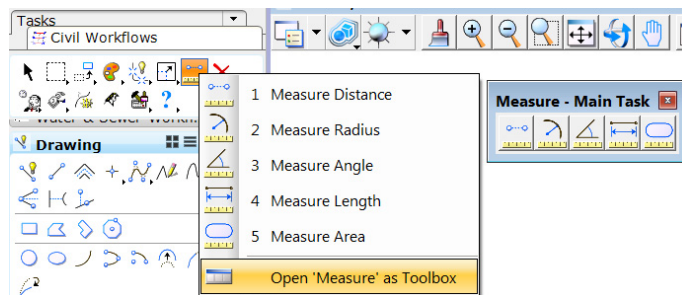 Tasks
Civil Workflows
1 Measure Distance
2 Measure Radius
3 Measure Angle
4 Measure Length
5 Measure Area
Open 'Measure' as Toolbox
Water & Sewer Workn.
Drawing
Measure - Main Task